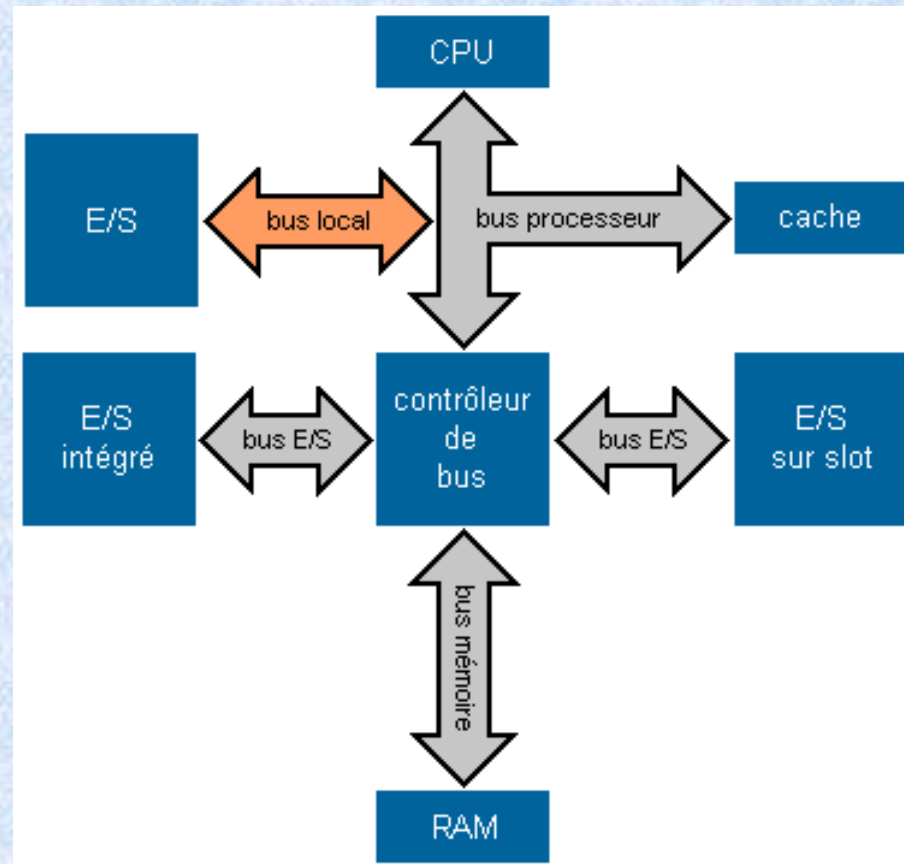 CPU
E/S
bus local
bus processeur
cache
E/S
intégré
bus E/S
contrôleur
de
bus
bus E/S
E/S
sur slot
bus mémoire
RAM